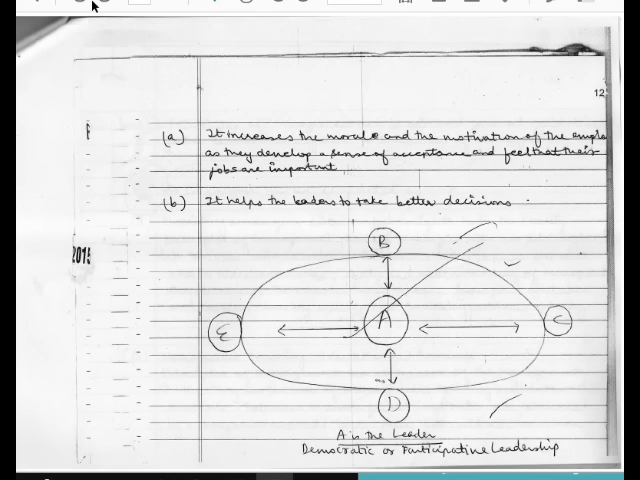 12
(a) It increases the morale and the motivation of the emplo
as they develop a sense of acceptance and feel that their
jobs are important
(b) It helps the leaders to take better decisions.
2015
B
E
A
C
D
A is the Leader
Democratic or Participative Leadership